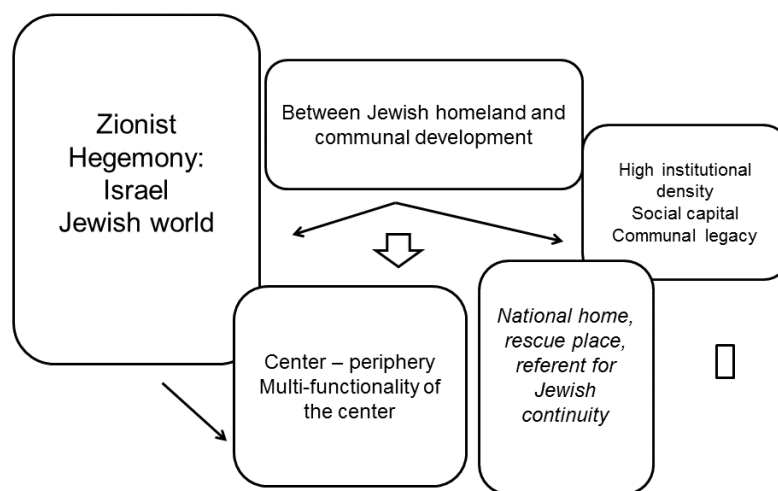 Zionist
Hegemony:
Israel
Jewish world
Between Jewish homeland and
communal development
High institutional
density
Social capital
Communal legacy
Center – periphery
Multi-functionality of
the center
National home,
rescue place,
referent for
Jewish
continuity